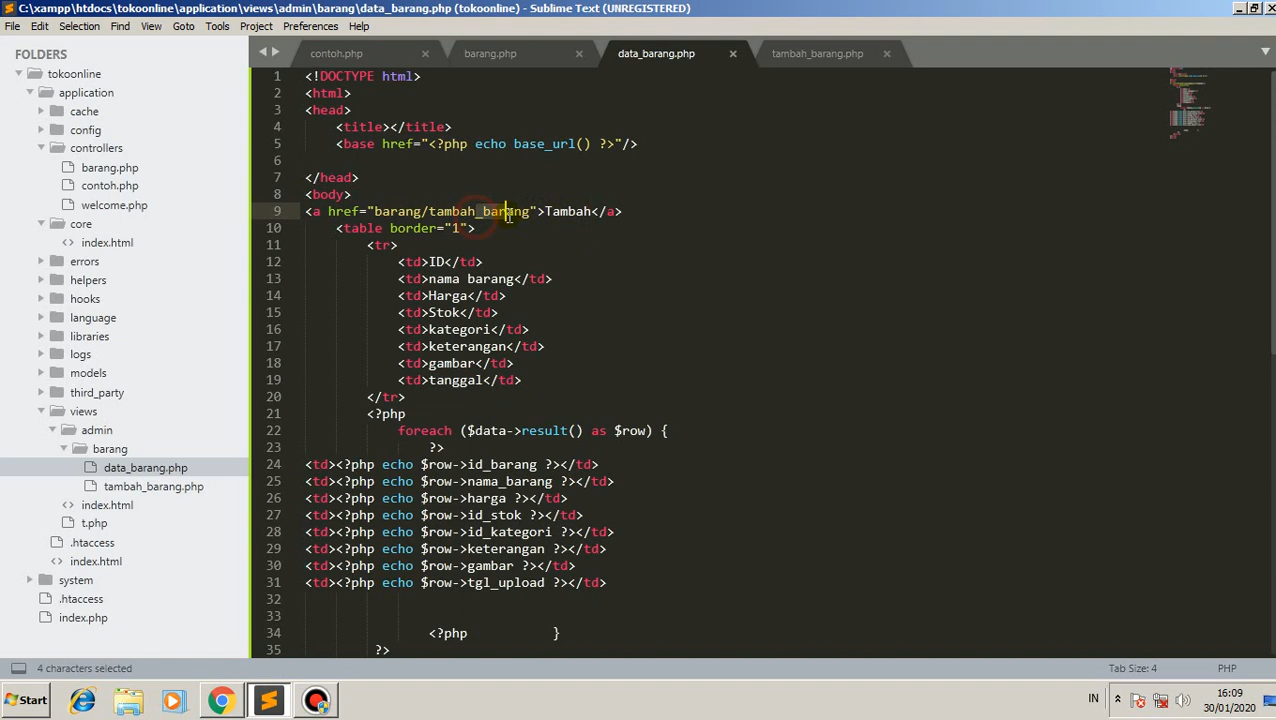 C:\xampp\htdocs\tokoonline\application\views\admin\barang\data_barang.php (tokoonline) - Sublime Text (UNREGISTERED)
File Edit Selection Find View Goto Tools Project Preferences Help
FOLDERS
tokoonline
application
cache
config
controllers
barang.php
contoh.php
welcome.php
core
index.html
errors
helpers
hooks
language
libraries
logs
models
third_party
views
admin
barang
data_barang.php
tambah_barang.php
index.html
t.php
.htaccess
index.html
system
.htaccess
index.php
contoh.php barang.php data_barang.php tambah_barang.php
1 <!DOCTYPE html>
2 <html>
3 <head>
4 <title></title>
5 <base href="<?php echo base_url() ?>"/>
6
7 </head>
8 <body>
9 <a href="barang/tambah_barang">Tambah</a>
10 <table border="1">
11 <tr>
12 <td>ID</td>
13 <td>nama barang</td>
14 <td>Harga</td>
15 <td>Stok</td>
16 <td>kategori</td>
17 <td>keterangan</td>
18 <td>gambar</td>
19 <td>tanggal</td>
20 </tr>
21 <?php
22 foreach ($data->result() as $row) {
23 ?>
24 <td><?php echo $row->id_barang ?></td>
25 <td><?php echo $row->nama_barang ?></td>
26 <td><?php echo $row->harga ?></td>
27 <td><?php echo $row->id_stok ?></td>
28 <td><?php echo $row->id_kategori ?></td>
29 <td><?php echo $row->keterangan ?></td>
30 <td><?php echo $row->gambar ?></td>
31 <td><?php echo $row->tgl_upload ?></td>
32
33
34 <?php }
35 ?>
4 characters selected Tab Size: 4 PHP
Start IN 16:09
30/01/2020